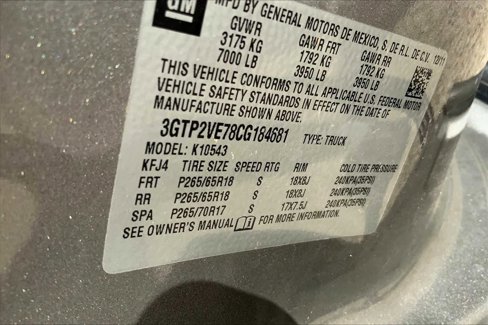 GM
MFD BY GENERAL MOTORS DE MEXICO, S. DE R.L. DE C.V. 10/11
GVWR GAWR FRT GAWR RR
3175 KG 1792 KG 1792 KG
7000 LB 3950 LB 3950 LB
THIS VEHICLE CONFORMS TO ALL APPLICABLE U.S. FEDERAL MOTOR
VEHICLE SAFETY STANDARDS IN EFFECT ON THE DATE OF
MANUFACTURE SHOWN ABOVE.
3GTP2VE78CG184681 TYPE: TRUCK
MODEL: K10543
KFJ4 TIRE SIZE SPEED RTG RIM COLD TIRE PRESSURE
FRT P265/65R18 S 18X8J 240KPA(35PSI)
RR P265/65R18 S 18X8J 240KPA(35PSI)
SPA P265/70R17 S 17X7.5J 240KPA(35PSI)
SEE OWNER'S MANUAL FOR MORE INFORMATION.